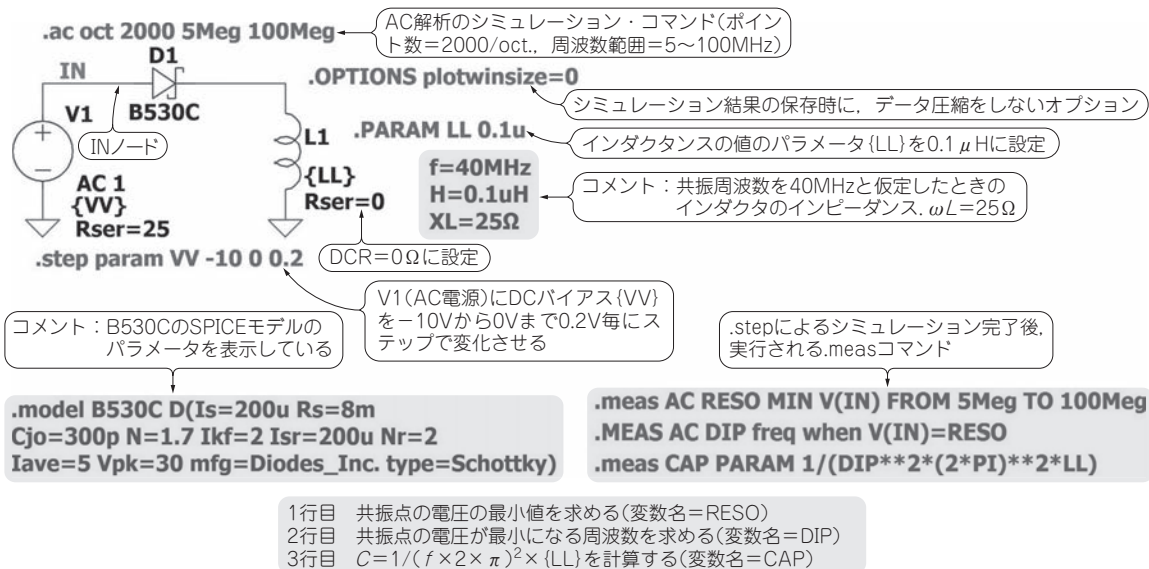 .ac oct 2000 5Meg 100Meg
AC解析のシミュレーション・コマンド(ポイン
ト数=2000/oct., 周波数範囲=5～100MHz)
D1
IN
.OPTIONS plotwinsize=0
V1
B530C
シミュレーション結果の保存時に，データ圧縮をしないオプション
INノード
L1
.PARAM LL 0.1u
インダクタンスの値のパラメータ{LL}を0.1μHに設定
AC 1
{VV}
Rser=25
{LL}
Rser=0
f=40MHz
H=0.1uH
XL=25Ω
コメント：共振周波数を40MHzと仮定したときの
インダクタのインピーダンス. ωL=25Ω
.step param VV -10 0 0.2
DCR=0Ωに設定
V1(AC電源)にDCバイアス{VV}
を－10Vから0Vまで0.2V毎にス
テップで変化させる
コメント：B530CのSPICEモデルの
パラメータを表示している
.stepによるシミュレーション完了後,
実行される.measコマンド
.model B530C D(Is=200u Rs=8m
Cjo=300p N=1.7 Ikf=2 Isr=200u Nr=2
Iave=5 Vpk=30 mfg=Diodes_Inc. type=Schottky)
.meas AC RESO MIN V(IN) FROM 5Meg TO 100Meg
.MEAS AC DIP freq when V(IN)=RESO
.meas CAP PARAM 1/(DIP**2*(2*PI)**2*LL)
1行目 共振点の電圧の最小値を求める(変数名=RESO)
2行目 共振点の電圧が最小になる周波数を求める(変数名=DIP)
3行目 C=1/(f×2×π)²×{LL}を計算する(変数名=CAP)